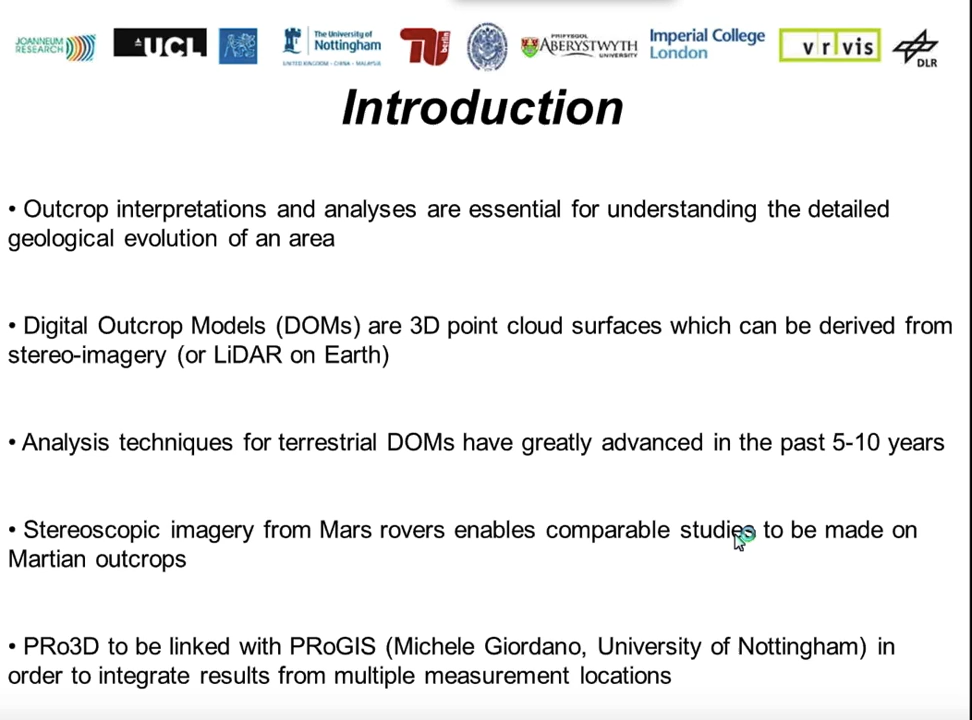 JOANNEUM
RESEARCH
UCL
The University of
Nottingham
UNITED KINGDOM · CHINA · MALAYSIA
berlin
PRIFYSGOL
ABERYSTWYTH
UNIVERSITY
Imperial College
London
vrvis
DLR
Introduction
• Outcrop interpretations and analyses are essential for understanding the detailed
geological evolution of an area
• Digital Outcrop Models (DOMs) are 3D point cloud surfaces which can be derived from
stereo-imagery (or LiDAR on Earth)
• Analysis techniques for terrestrial DOMs have greatly advanced in the past 5-10 years
• Stereoscopic imagery from Mars rovers enables comparable studies to be made on
Martian outcrops
• PRo3D to be linked with PRoGIS (Michele Giordano, University of Nottingham) in
order to integrate results from multiple measurement locations